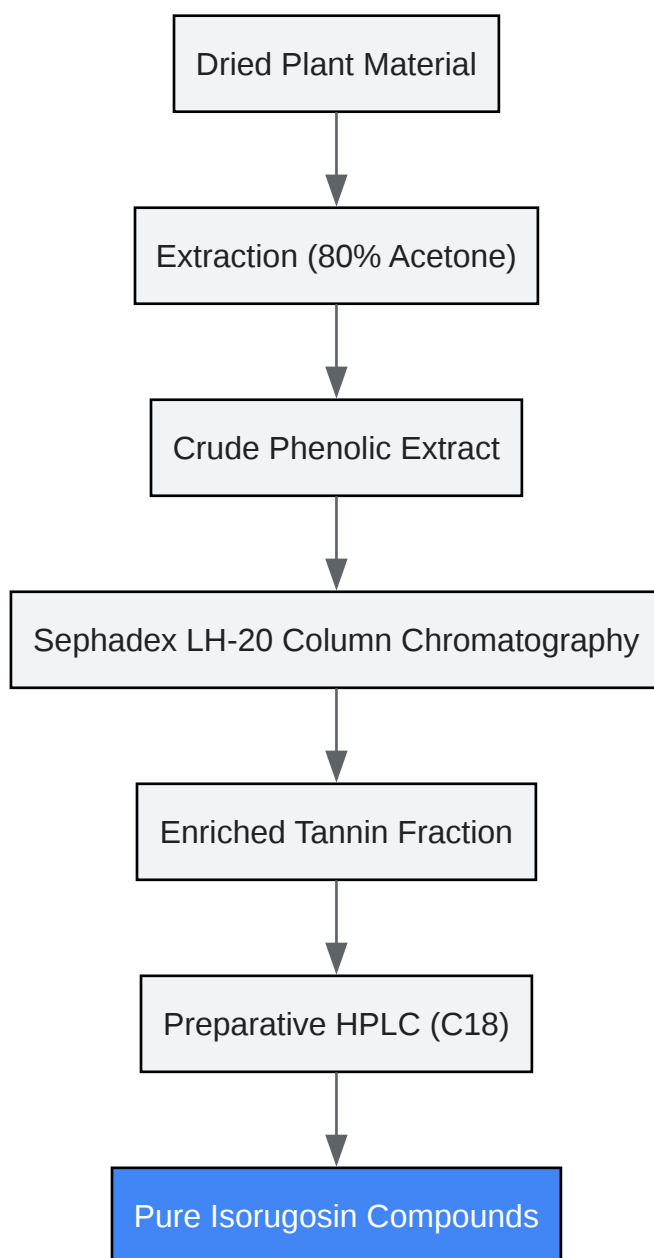 Dried Plant Material
Extraction (80% Acetone)
Crude Phenolic Extract
Sephadex LH-20 Column Chromatography
Enriched Tannin Fraction
Preparative HPLC (C18)
Pure Isorugosin Compounds